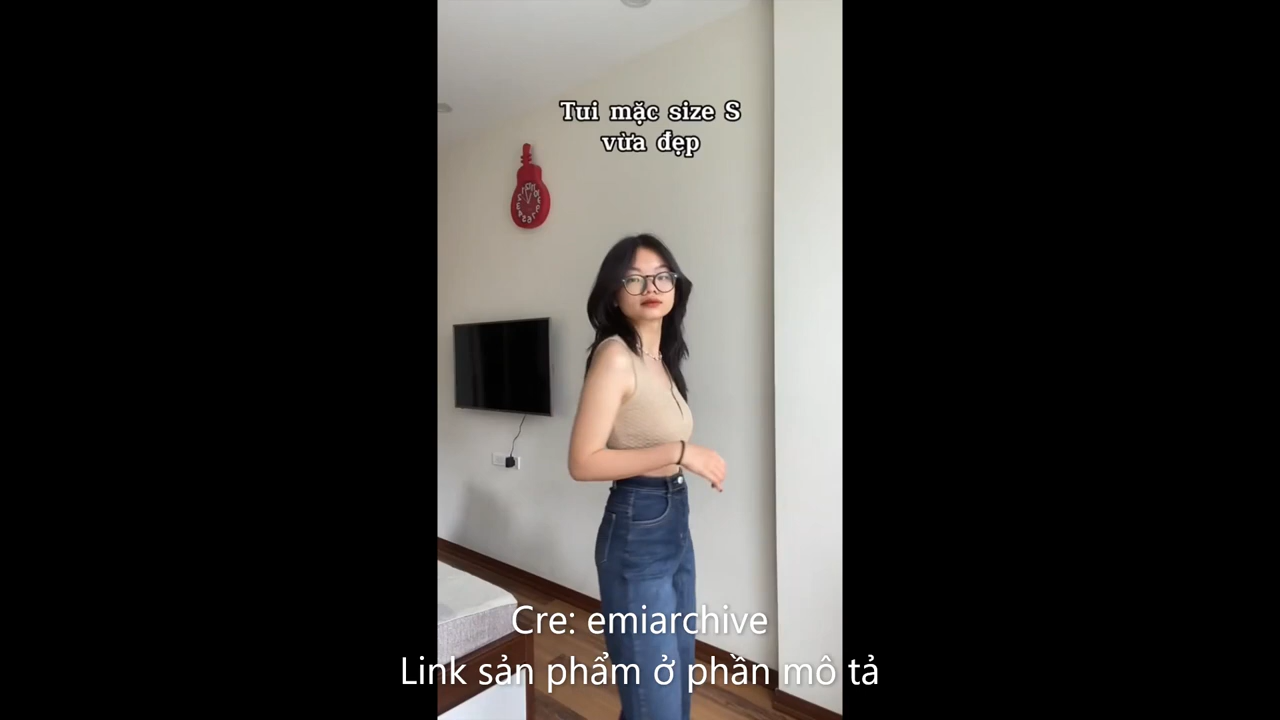 Tui mặc size S
vừa đẹp
Cre: emiarchive
Link sản phẩm ở phần mô tả